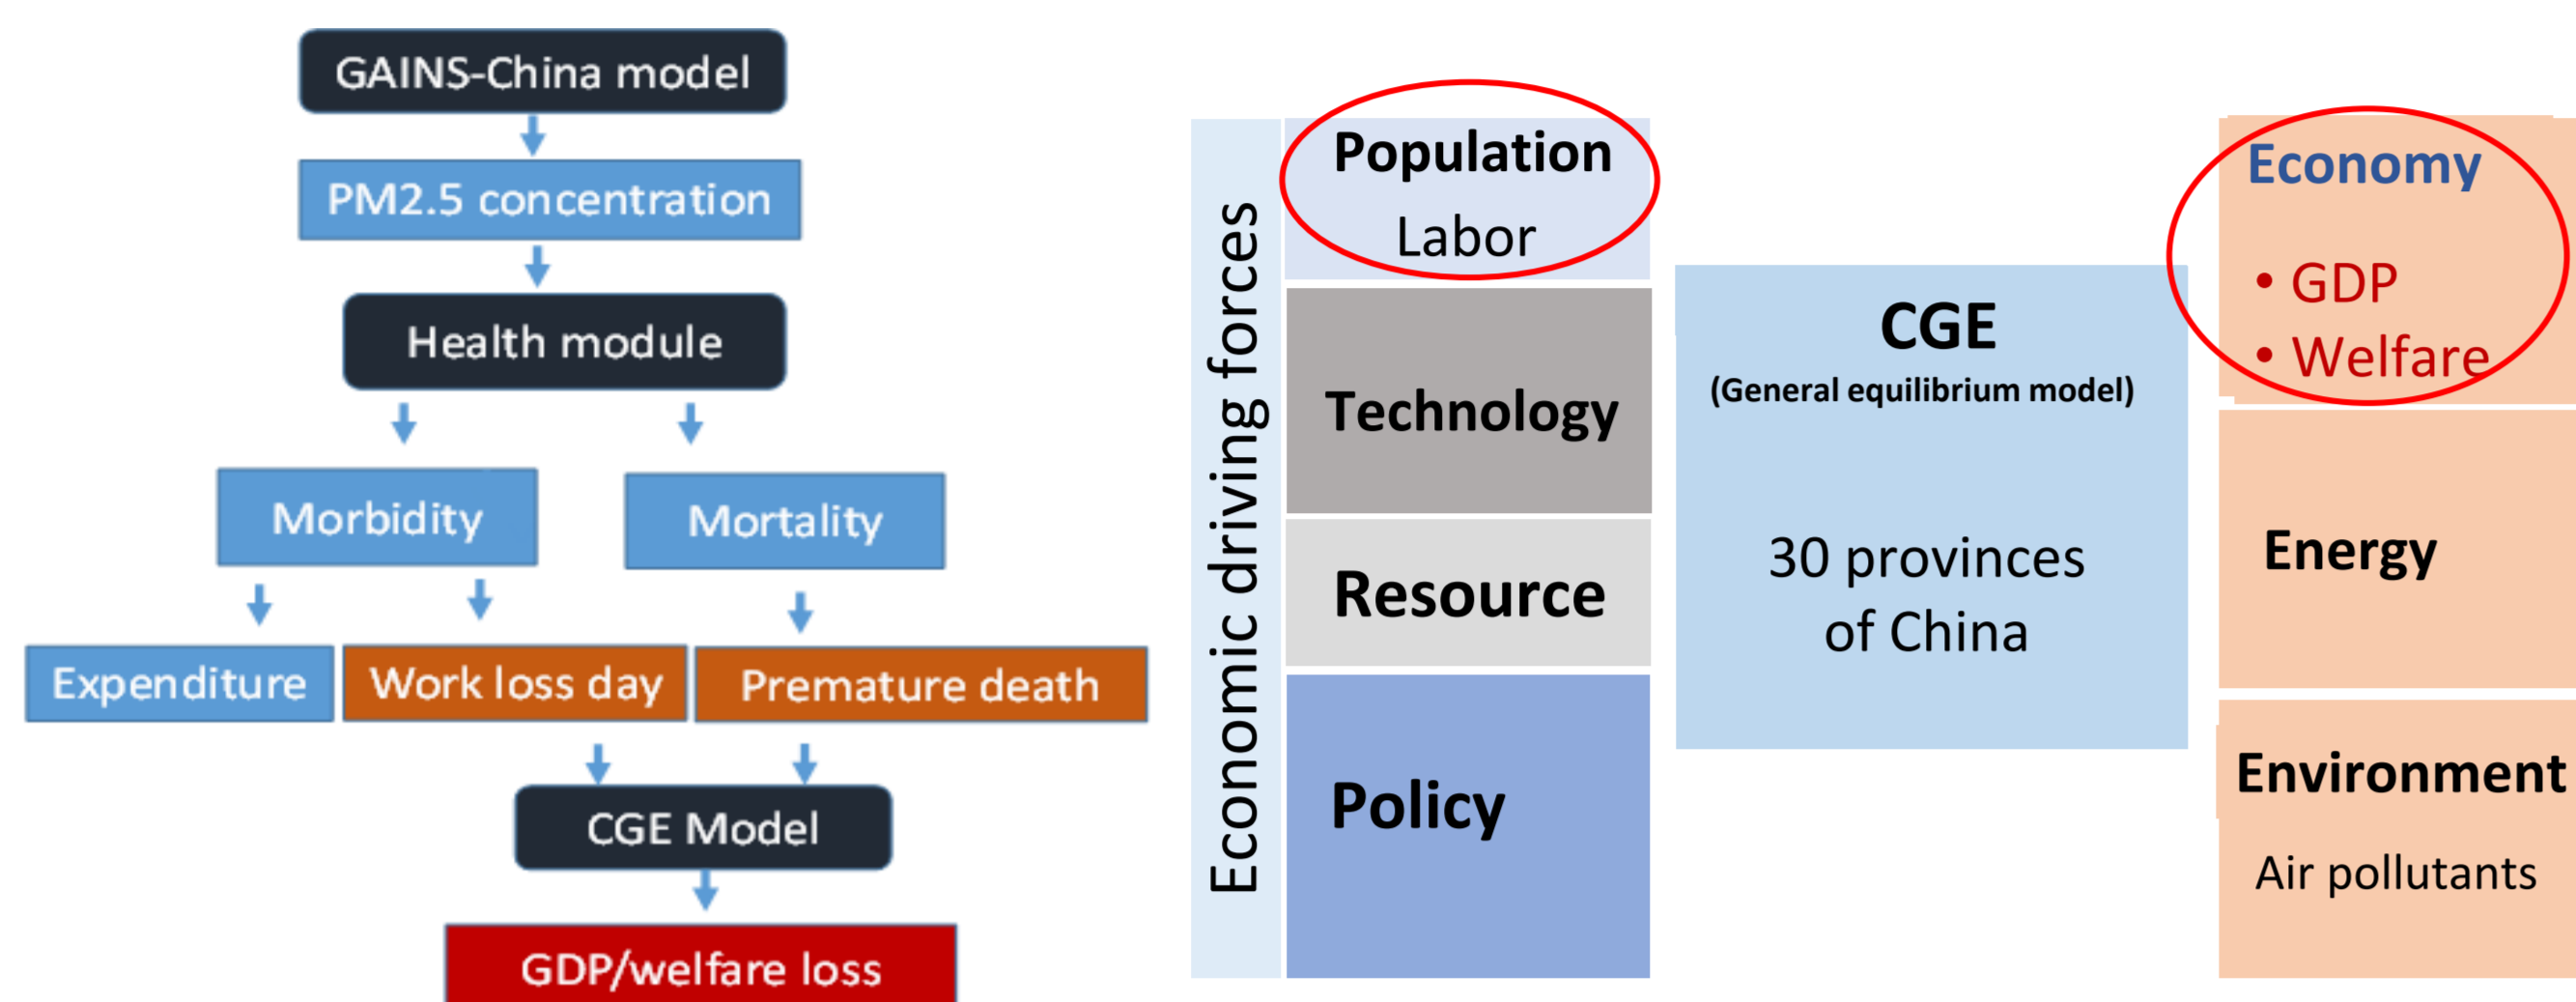 GAINS-China model
PM2.5 concentration
Health module
Morbidity
Mortality
Expenditure
Work loss day
Premature death
CGE Model
GDP/welfare loss
Economic driving forces
Population
Labor
Technology
Resource
Policy
CGE
(General equilibrium model)
30 provinces
of China
Economy
• GDP
• Welfare
Energy
Environment
Air pollutants